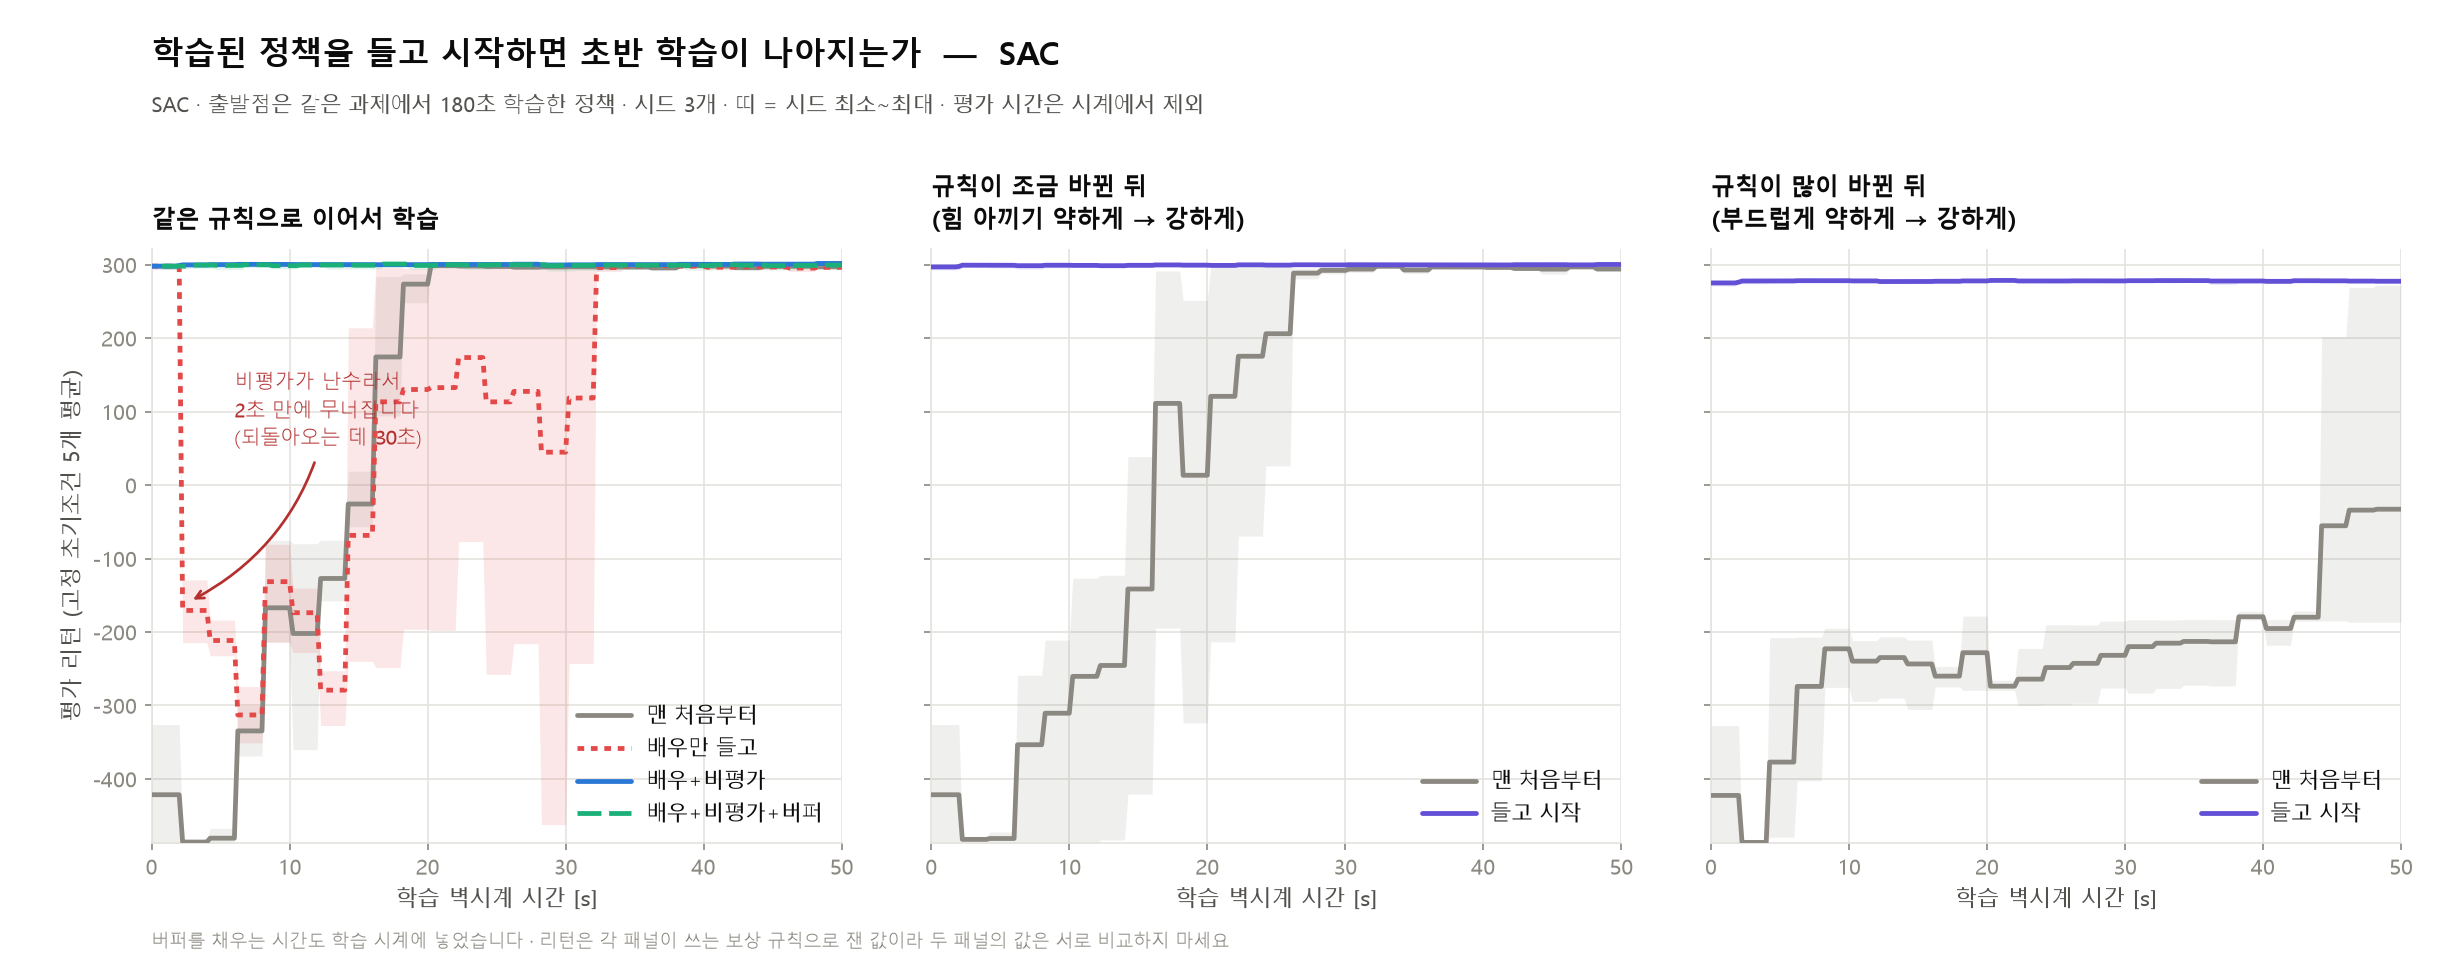 학습된 정책을 들고 시작하면 초반 학습이 나아지는가 — SAC
SAC · 출발점은 같은 과제에서 180초 학습한 정책 · 시드 3개 · 띠 = 시드 최소~최대 · 평가 시간은 시계에서 제외
같은 규칙으로 이어서 학습
평가 리턴 (고정 초기조건 5개 평균)
300
200
100
0
-100
-200
-300
-400
비평가가 난수라서
2초 만에 무너집니다
(되돌아오는 데 30초)
맨 처음부터
배우만 들고
배우+비평가
배우+비평가+버퍼
0 10 20 30 40 50
학습 벽시계 시간 [s]
규칙이 조금 바뀐 뒤
(힘 아끼기 약하게 → 강하게)
맨 처음부터
들고 시작
0 10 20 30 40 50
학습 벽시계 시간 [s]
규칙이 많이 바뀐 뒤
(부드럽게 약하게 → 강하게)
맨 처음부터
들고 시작
0 10 20 30 40 50
학습 벽시계 시간 [s]
버퍼를 채우는 시간도 학습 시계에 넣었습니다 · 리턴은 각 패널이 쓰는 보상 규칙으로 잰 값이라 두 패널의 값은 서로 비교하지 마세요